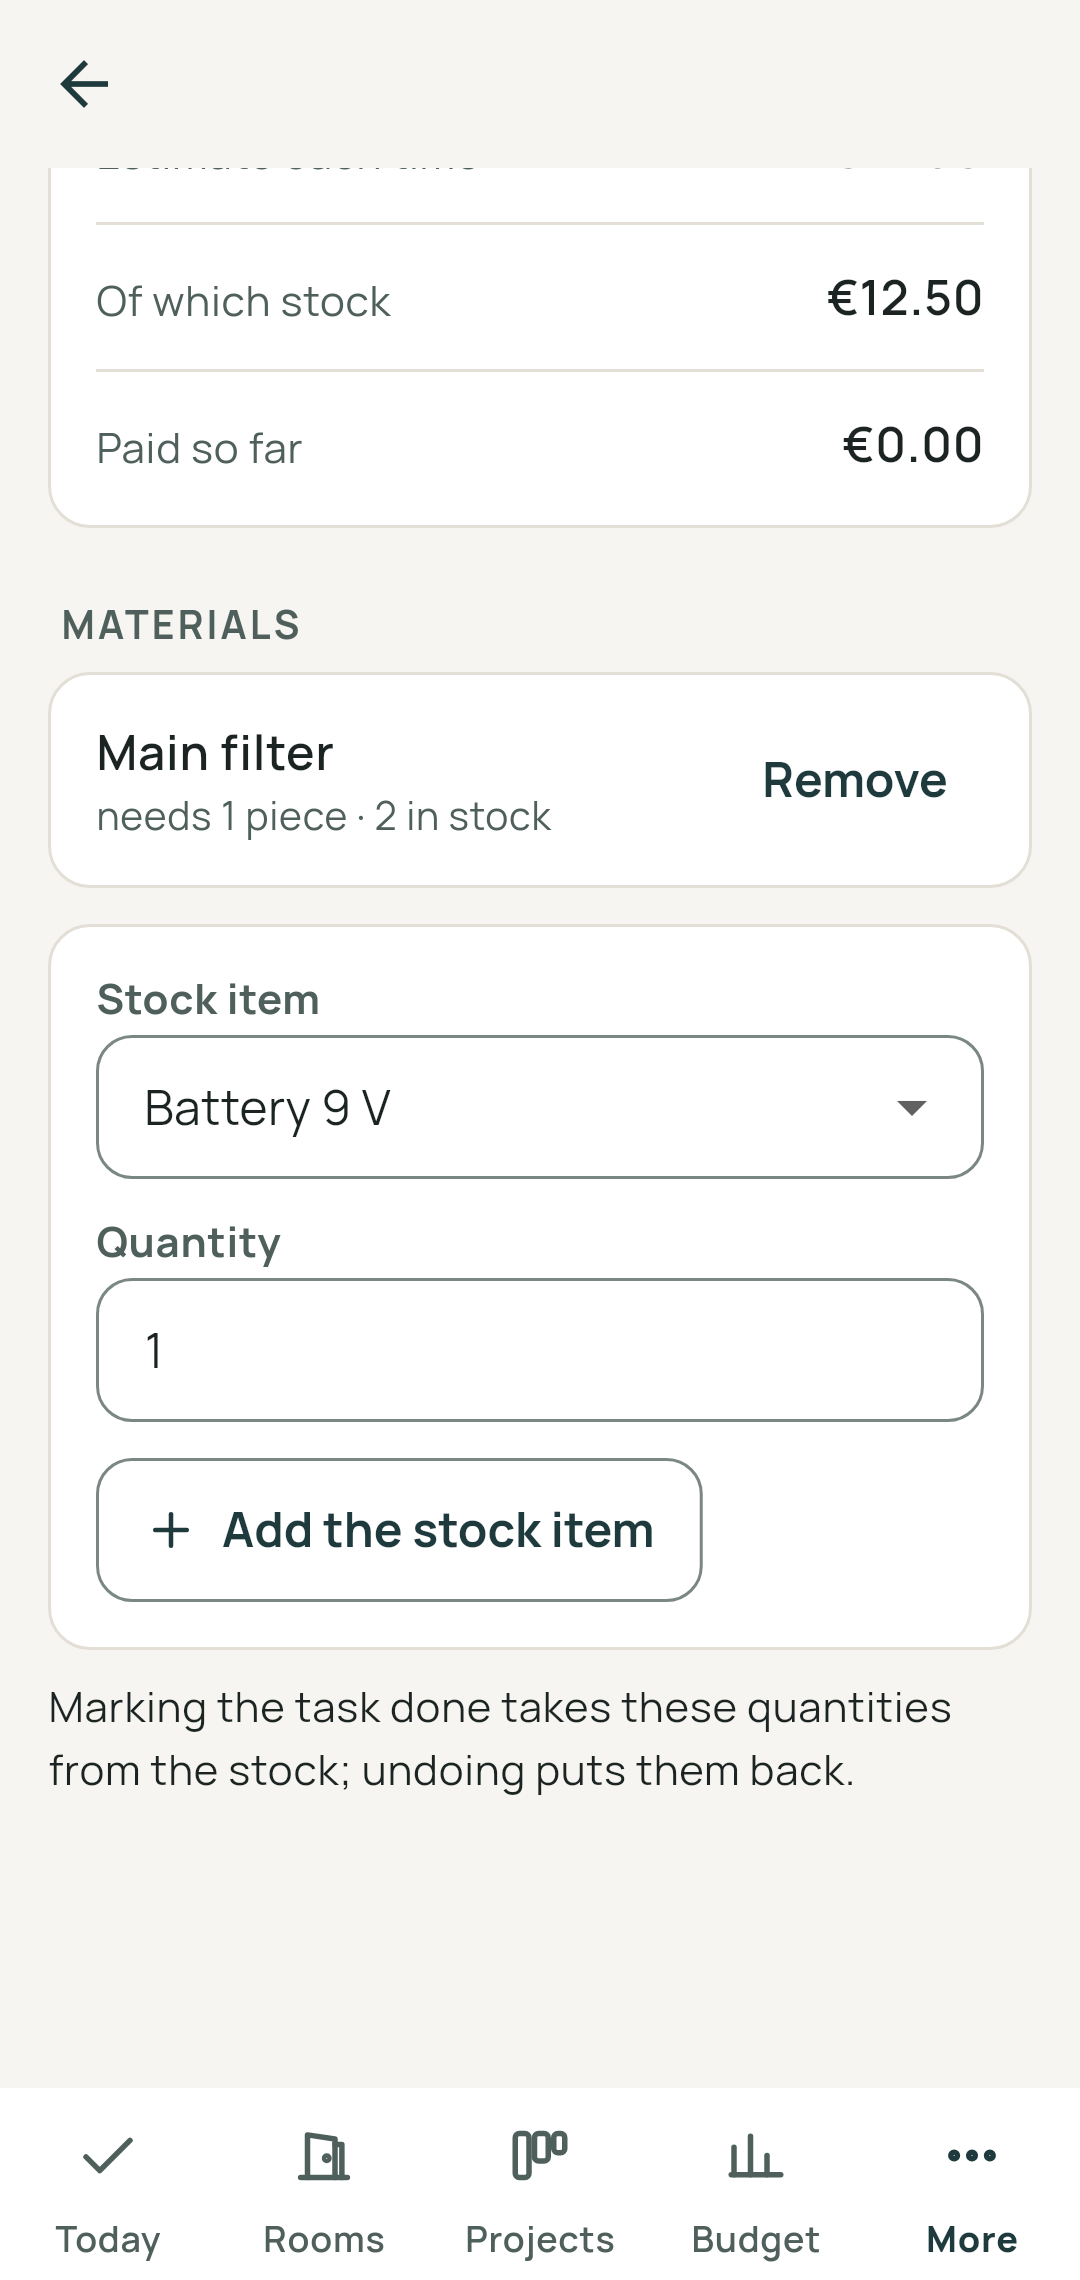 Of which stock
€12.50
Paid so far
€0.00
MATERIALS
Main filter
needs 1 piece · 2 in stock
Remove
Stock item
Battery 9 V
Quantity
1
Add the stock item
Marking the task done takes these quantities
from the stock; undoing puts them back.
Today
Rooms
Projects
Budget
More